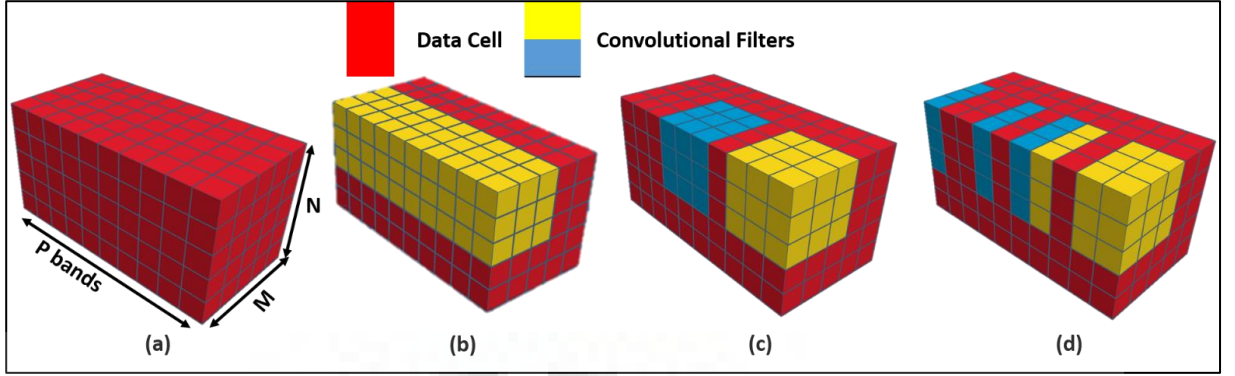 Data Cell
Convolutional Filters
P bands
M
N
(a)
(b)
(c)
(d)